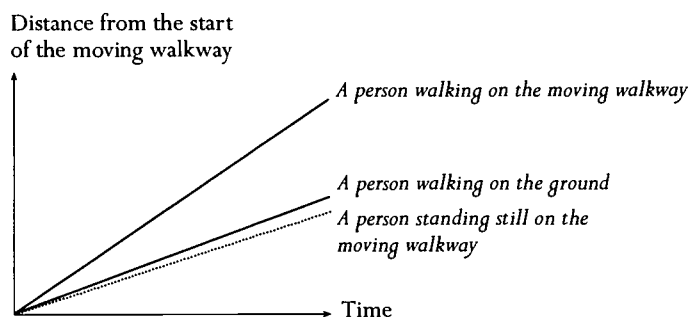 Distance from the start
of the moving walkway
A person walking on the moving walkway
A person walking on the ground
A person standing still on the
moving walkway
Time